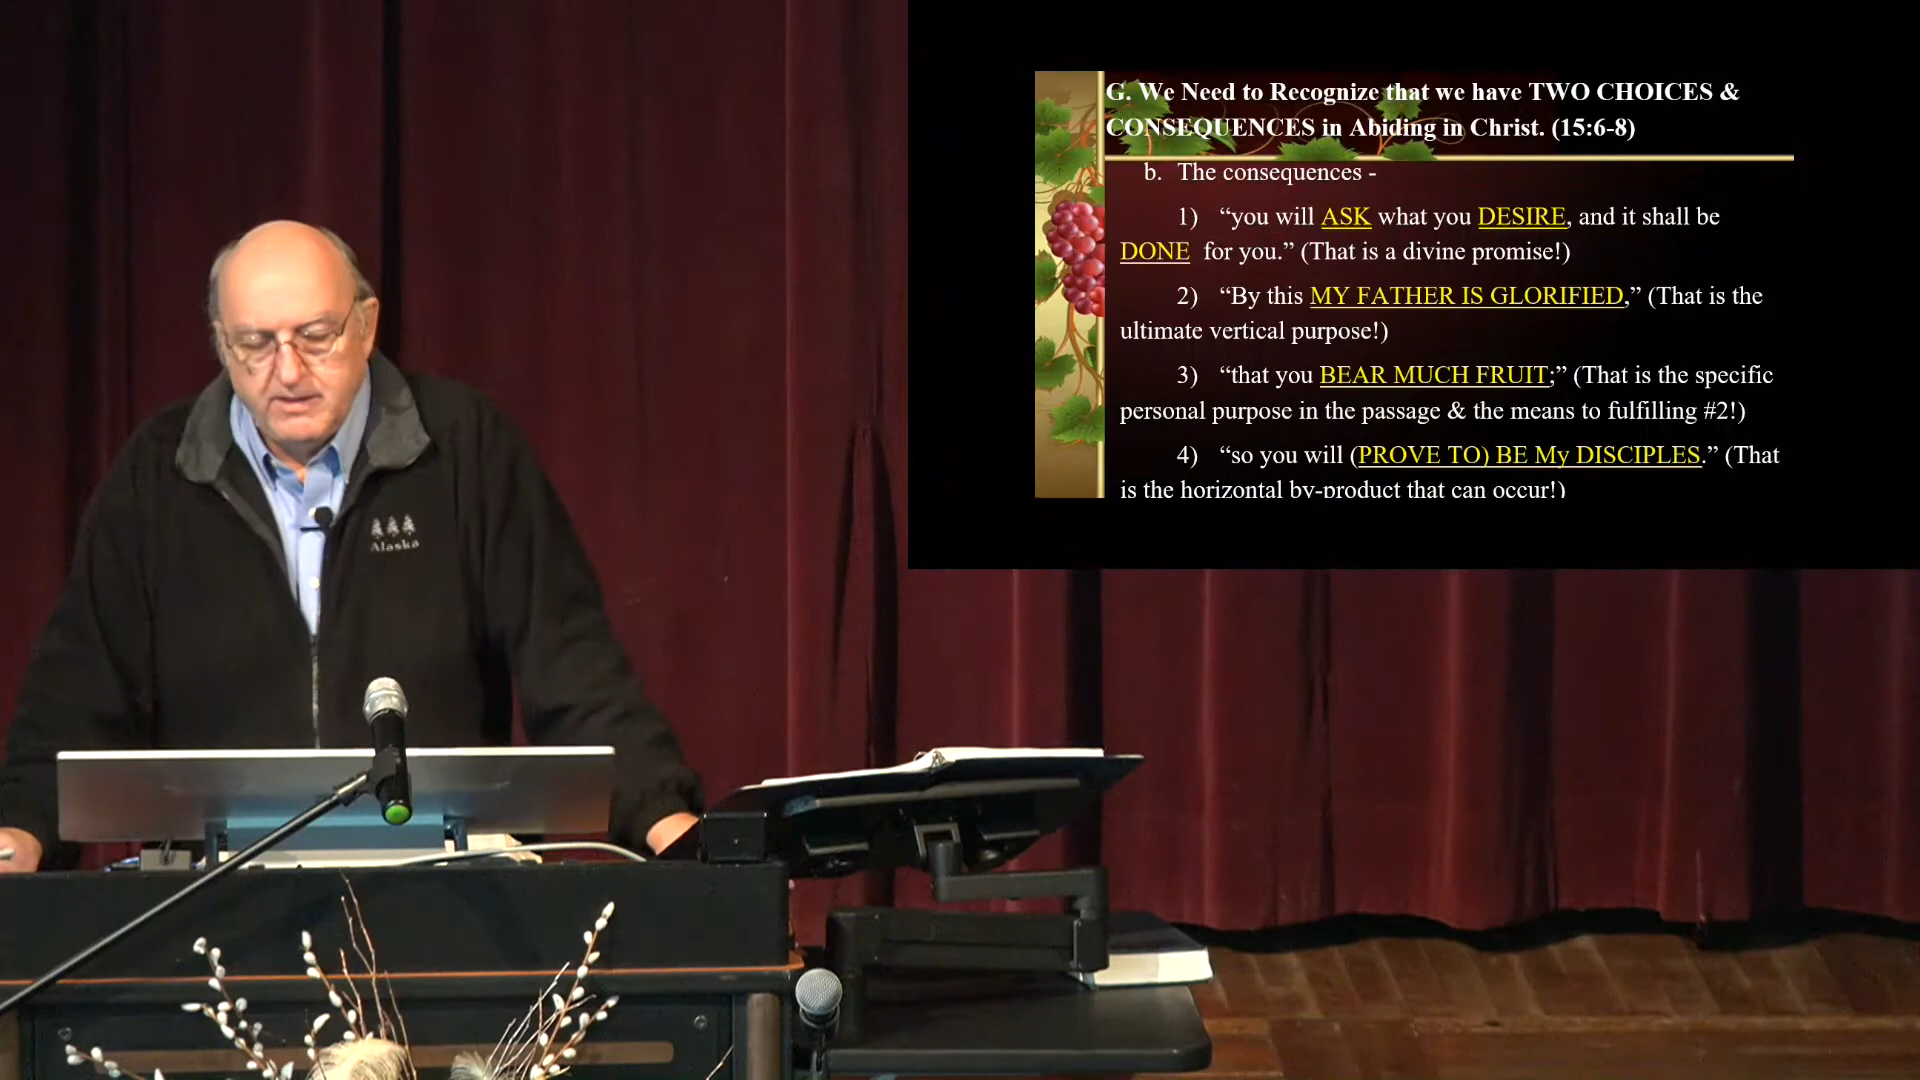 G. We Need to Recognize that we have TWO CHOICES &
CONSEQUENCES in Abiding in Christ. (15:6-8)
b. The consequences -
1) “you will ASK what you DESIRE, and it shall be
DONE for you.” (That is a divine promise!)
2) “By this MY FATHER IS GLORIFIED,” (That is the
ultimate vertical purpose!)
3) “that you BEAR MUCH FRUIT;” (That is the specific
personal purpose in the passage & the means to fulfilling #2!)
4) “so you will (PROVE TO) BE My DISCIPLES.” (That
is the horizontal by-product that can occur!)
Alaska